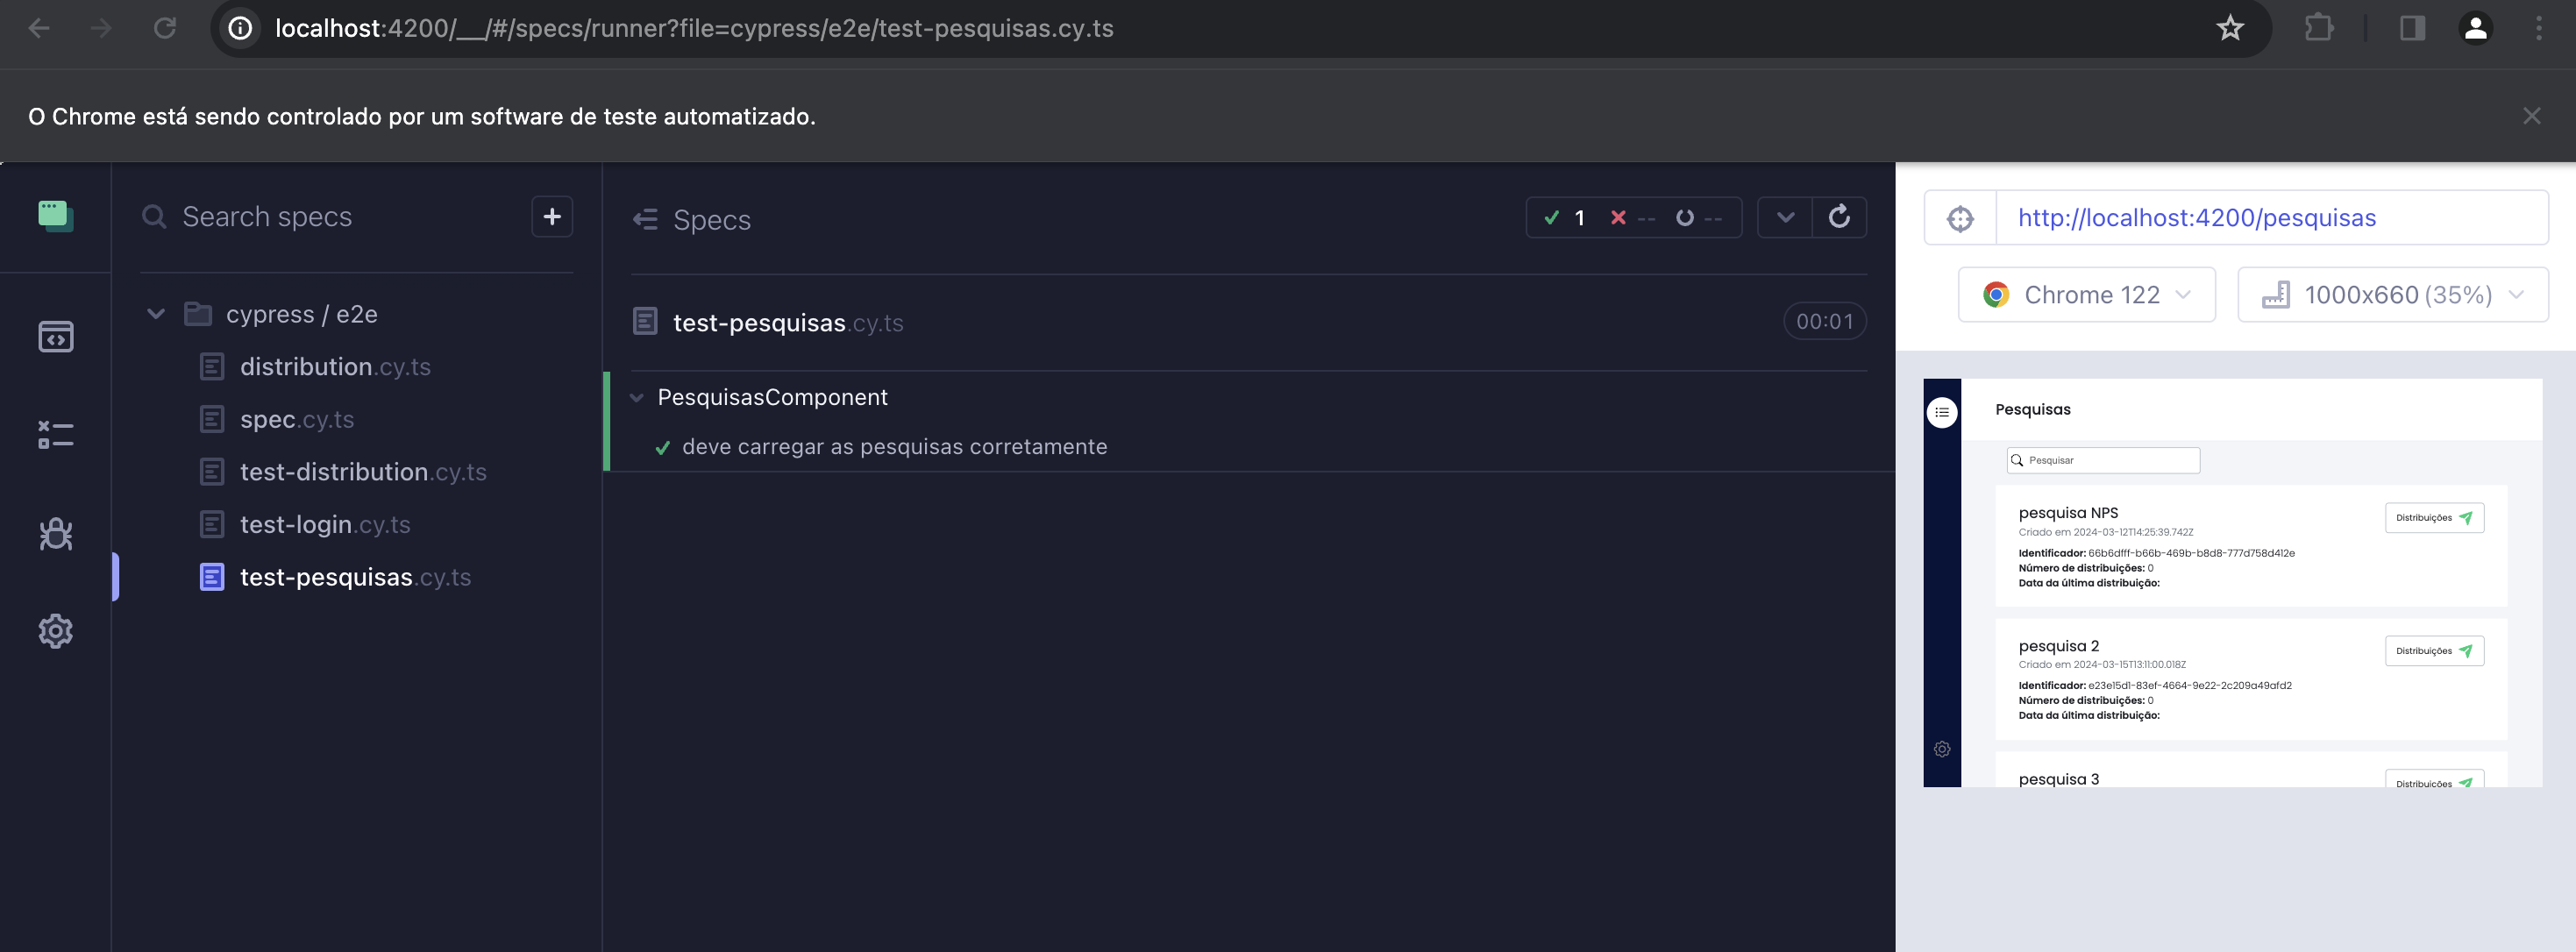 localhost:4200/__/#/specs/runner?file=cypress/e2e/test-pesquisas.cy.ts
O Chrome está sendo controlado por um software de teste automatizado.
Search specs
cypress / e2e
distribution.cy.ts
spec.cy.ts
test-distribution.cy.ts
test-login.cy.ts
test-pesquisas.cy.ts
Specs
1 -- --
test-pesquisas.cy.ts 00:01
PesquisasComponent
deve carregar as pesquisas corretamente
http://localhost:4200/pesquisas
Chrome 122 1000x660 (35%)
Pesquisas
Pesquisar
pesquisa NPS
Distribuições
Criado em 2024-03-12T14:25:39.742Z
Identificador: 66b6dfff-b66b-469b-b8d8-777d758d412e
Número de distribuições: 0
Data da última distribuição:
pesquisa 2
Distribuições
Criado em 2024-03-15T13:11:00.018Z
Identificador: e23e15d1-83ef-4664-9e22-2c209a49afd2
Número de distribuições: 0
Data da última distribuição:
pesquisa 3
Distribuições